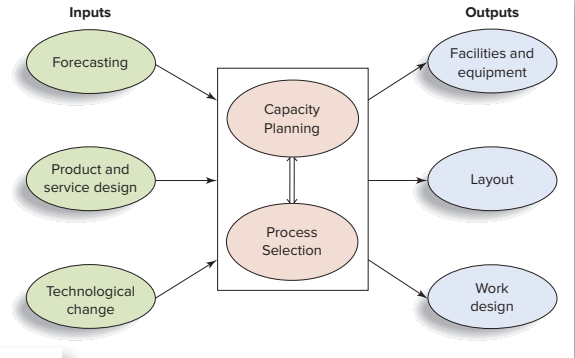 Inputs
Outputs
Forecasting
Capacity
Planning
Facilities and
equipment
Product and
service design
Layout
Process
Selection
Technological
change
Work
design